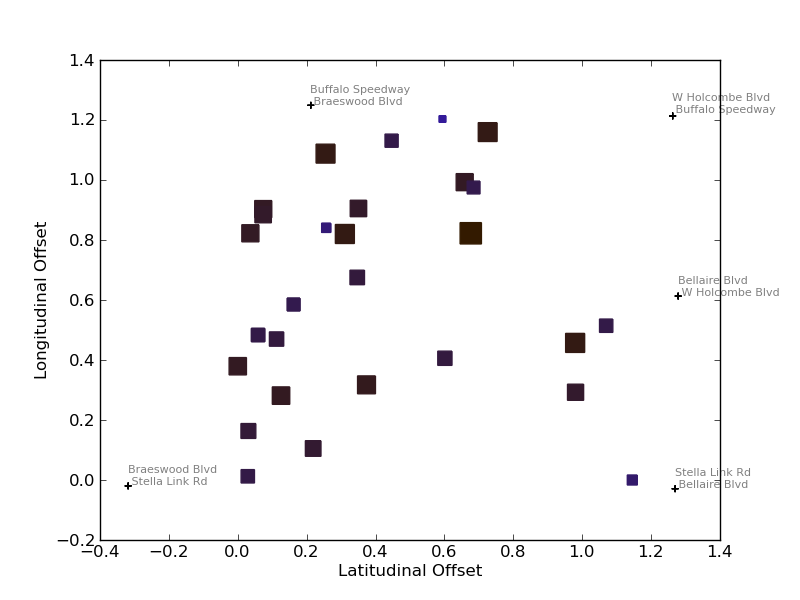 1.4
1.2
1.0
0.8
0.6
0.4
0.2
0.0
−0.2
Longitudinal Offset
Buffalo Speedway
Braeswood Blvd
W Holcombe Blvd
Buffalo Speedway
Bellaire Blvd
W Holcombe Blvd
Braeswood Blvd
Stella Link Rd
Stella Link Rd
Bellaire Blvd
−0.4 −0.2 0.0 0.2 0.4 0.6 0.8 1.0 1.2 1.4
Latitudinal Offset